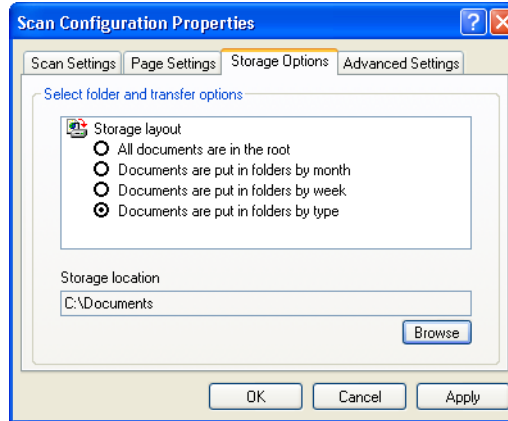 Scan Configuration Properties
Scan Settings Page Settings Storage Options Advanced Settings
Select folder and transfer options
Storage layout
All documents are in the root
Documents are put in folders by month
Documents are put in folders by week
Documents are put in folders by type
Storage location
C:\Documents
Browse
OK Cancel Apply